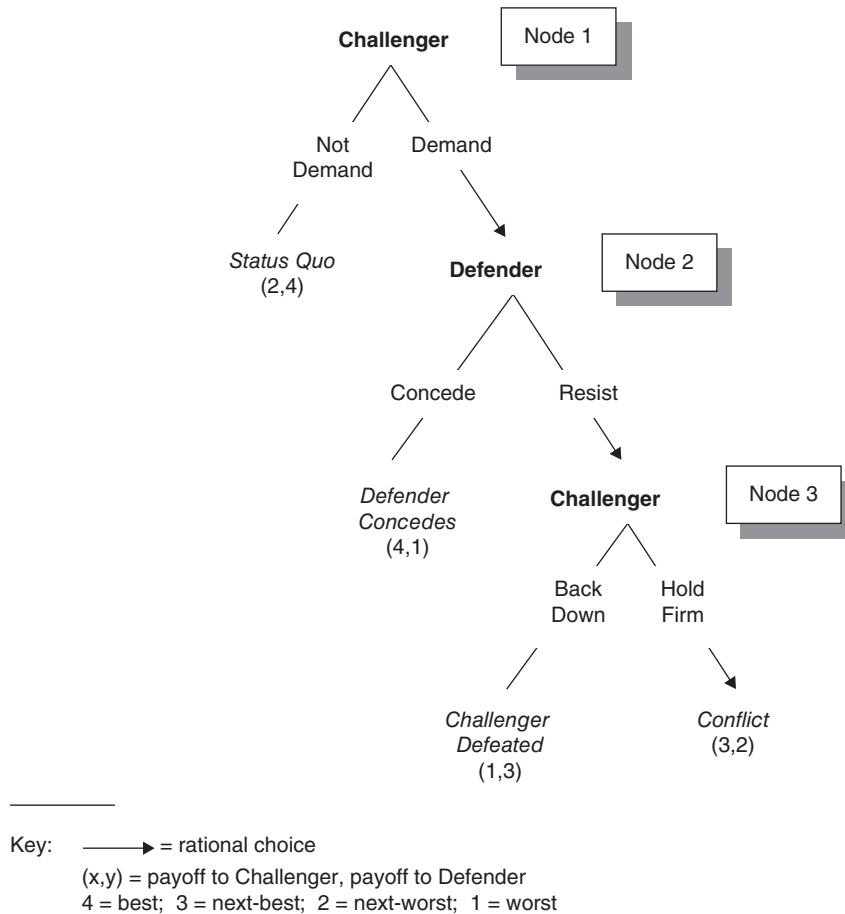 Challenger
Node 1
Not
Demand
Demand
Status Quo
(2,4)
Defender
Node 2
Concede
Resist
Defender
Concedes
(4,1)
Challenger
Node 3
Back
Down
Hold
Firm
Challenger
Defeated
(1,3)
Conflict
(3,2)
Key: = rational choice
(x,y) = payoff to Challenger, payoff to Defender
4 = best; 3 = next-best; 2 = next-worst; 1 = worst